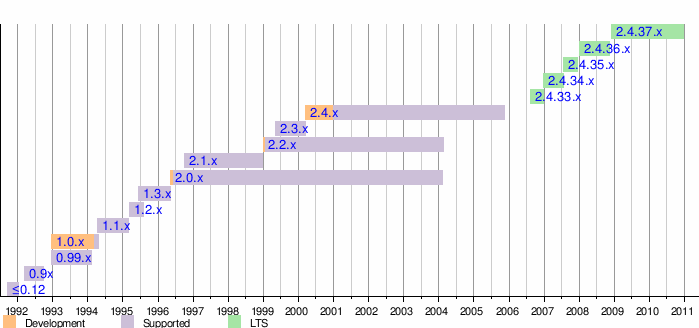 2.4.37.x
2.4.36.x
2.4.35.x
2.4.34.x
2.4.33.x
2.4.x
2.3.x
2.2.x
2.1.x
2.0.x
1.3.x
1.2.x
1.1.x
1.0.x
0.99.x
0.9x
≤0.12
1992 1993 1994 1995 1996 1997 1998 1999 2000 2001 2002 2003 2004 2005 2006 2007 2008 2009 2010 2011
Development Supported LTS